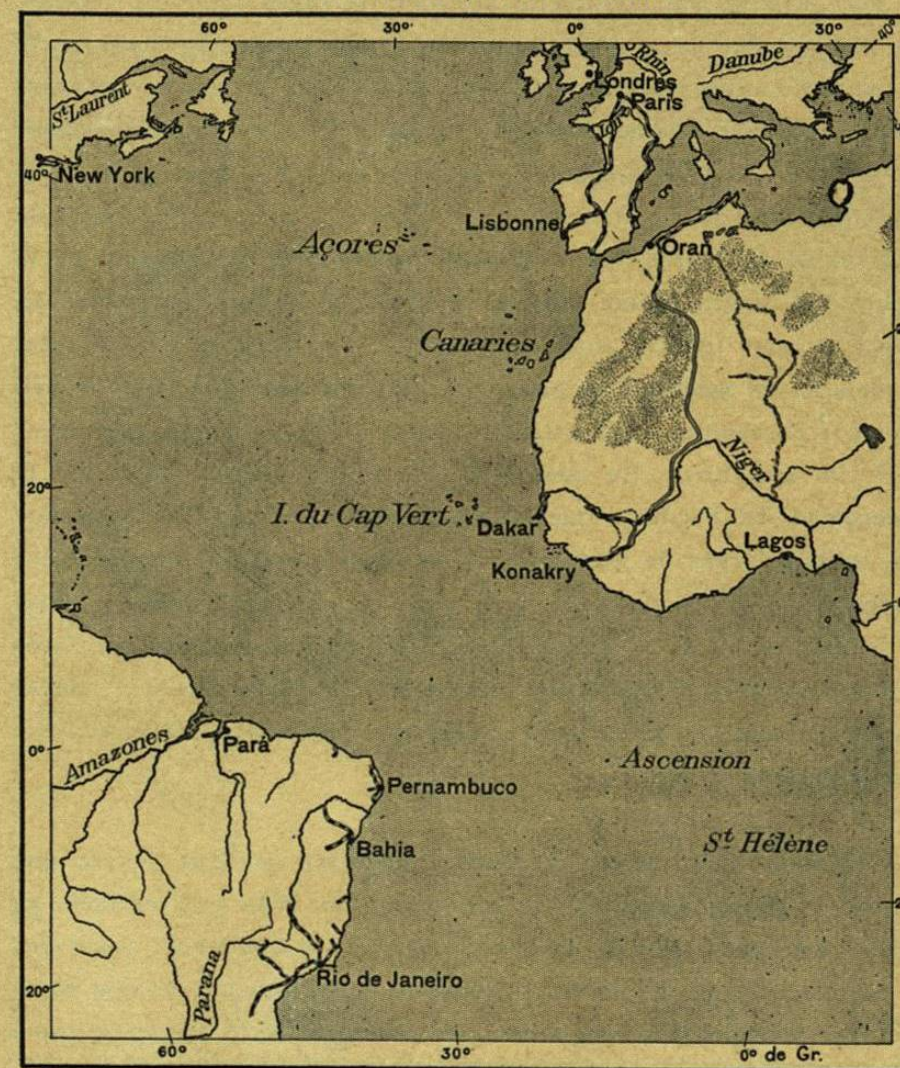 60° 30° 0° 30° 40°
Rhin
Danube
Londres
St Laurent
Paris
Loire
40° New York
Lisbonne
Oran
Açores
Canaries
20°
Niger
I. du Cap Vert
Dakar
Lagos
Konakry
0°
Amazones
Pará
Ascension
Pernambuco
St Hélène
Bahia
Parana
Rio de Janeiro
20°
60° 30° 0° de Gr.